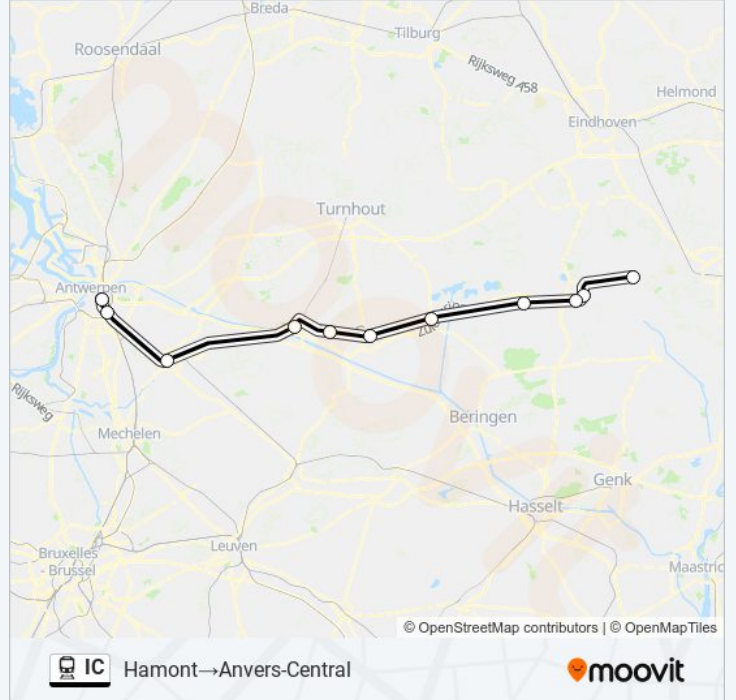 Breda
Tilburg
Roosendaal
Rijksweg A58
Helmond
Eindhoven
Turnhout
Antwerpen
Rijksweg
Beringen
Mechelen
Genk
Hasselt
Leuven
Bruxelles
- Brussel
Maastric
© OpenStreetMap contributors | © OpenMapTiles
IC Hamont→Anvers-Central
moovit